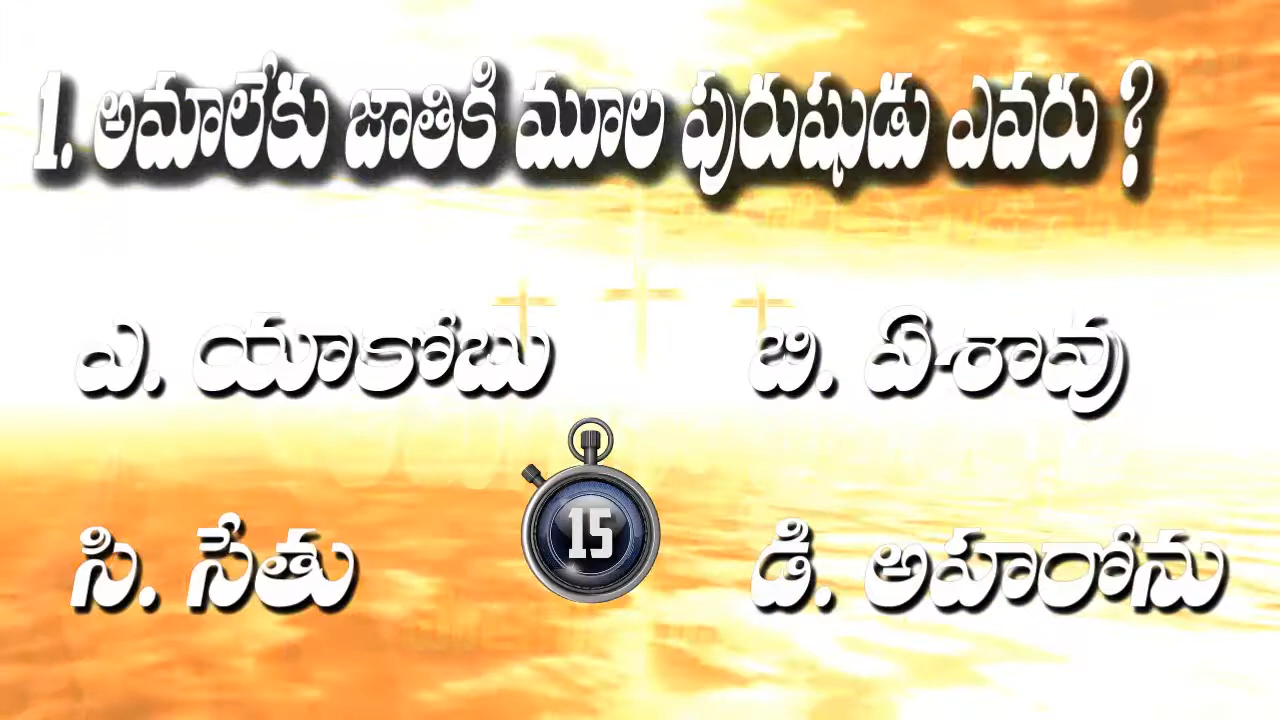 1. అమాలేకు జాతికి మూల పురుషుడు ఎవరు ?
ఎ. యాకోబు
బి. ఏశావు
15
సి. సేతు
డి. అహరోను